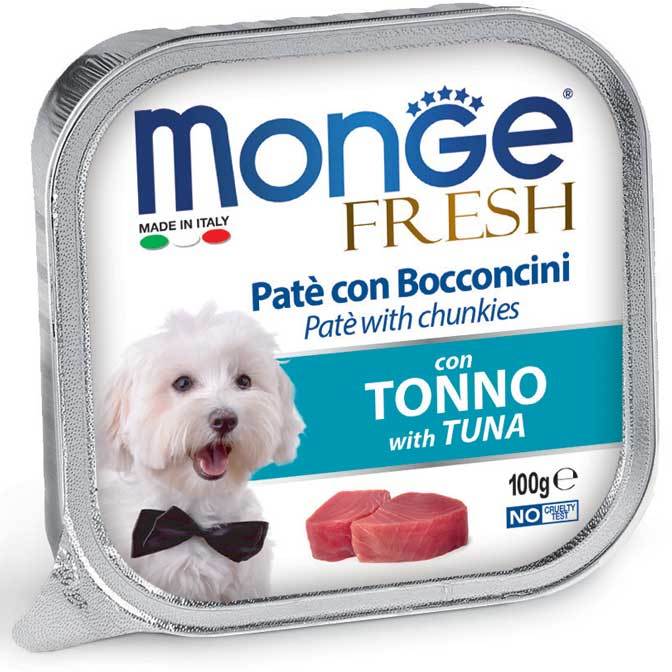 monGe®
FRESH
MADE IN ITALY
Patè con Bocconcini
Patè with chunkies
con
TONNO
with TUNA
100g℮
NO CRUELTY TEST